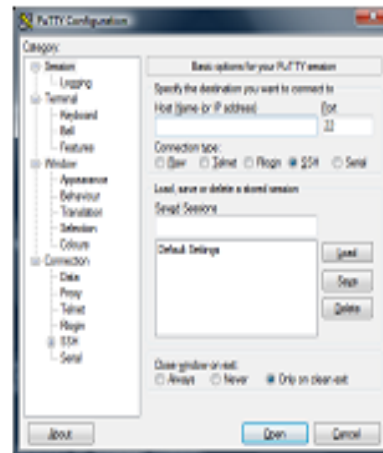 PuTTY Configuration
Category:
Session
Logging
Terminal
Keyboard
Bell
Features
Window
Appearance
Behaviour
Translation
Selection
Colours
Connection
Data
Proxy
Telnet
Rlogin
SSH
Serial
Basic options for your PuTTY session
Specify the destination you want to connect to
Host Name (or IP address) Port
22
Connection type:
Raw Telnet Rlogin SSH Serial
Load, save or delete a stored session
Saved Sessions
Default Settings
Load
Save
Delete
Close window on exit:
Always Never Only on clean exit
About Open Cancel